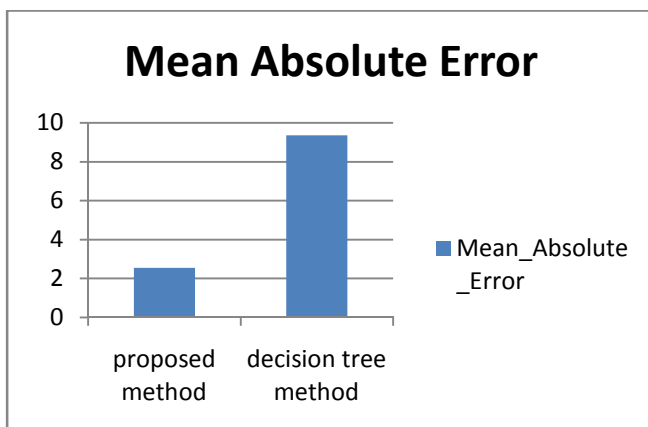 Mean Absolute Error
10
8
6
4
2
0
proposed
method
decision tree
method
Mean_Absolute
_Error